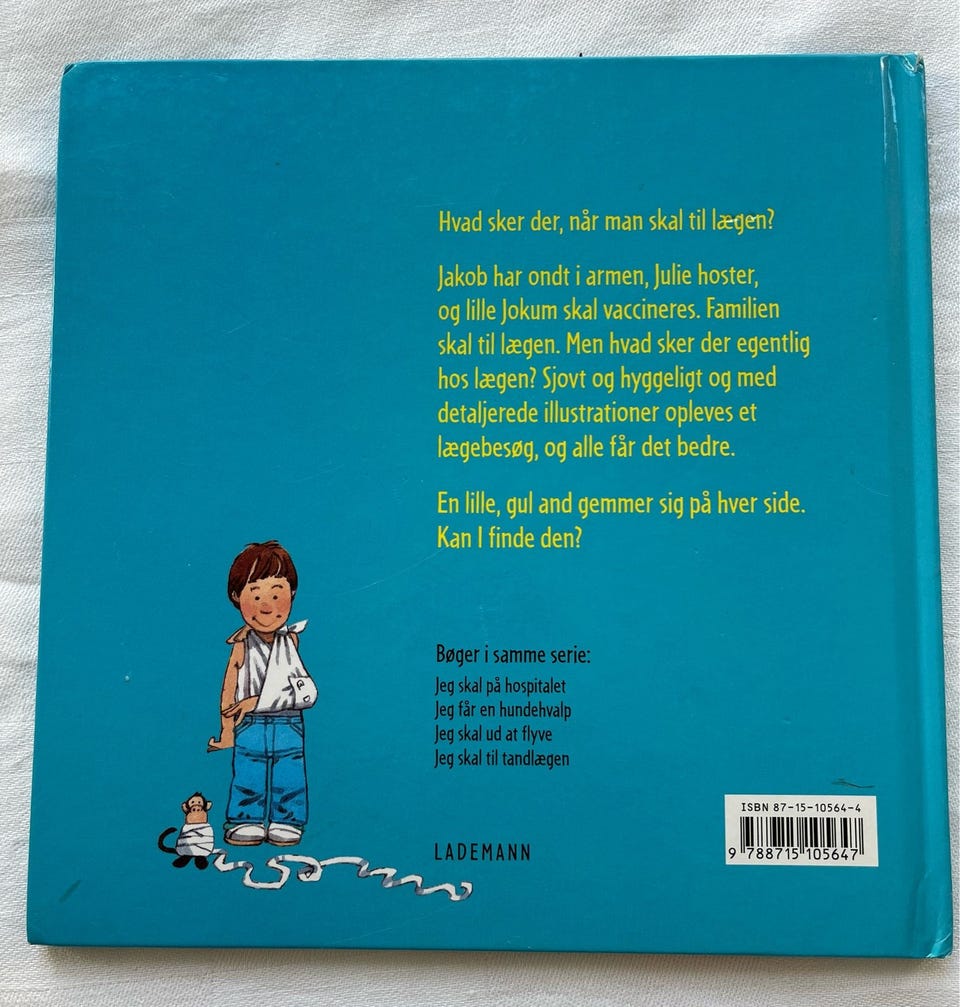 Hvad sker der, når man skal til lægen?
Jakob har ondt i armen, Julie hoster,
og lille Jokum skal vaccineres. Familien
skal til lægen. Men hvad sker der egentlig
hos lægen? Sjovt og hyggeligt og med
detaljerede illustrationer opleves et
lægebesøg, og alle får det bedre.
En lille, gul and gemmer sig på hver side.
Kan I finde den?
Bøger i samme serie:
Jeg skal på hospitalet
Jeg får en hundehvalp
Jeg skal ud at flyve
Jeg skal til tandlægen
LADEMANN
ISBN 87-15-10564-4
9 788715 105647